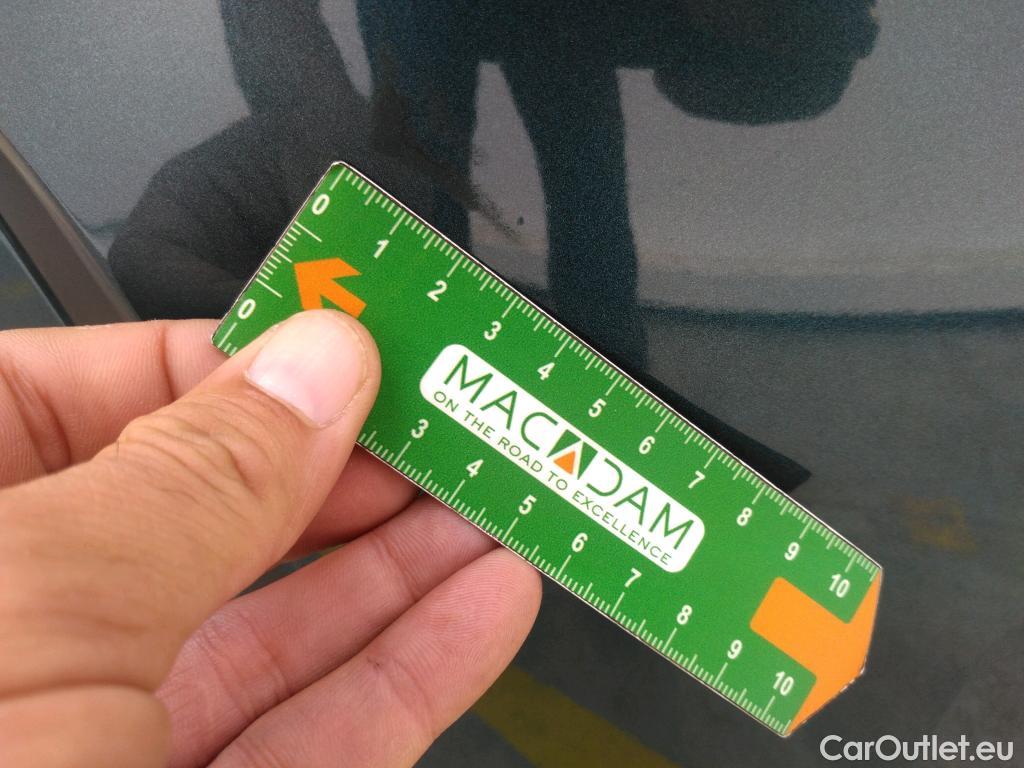 0 1 2 3 4 5 6 7 8 9 10
MACADAM
ON THE ROAD TO EXCELLENCE
0 3 4 5 6 7 8 9 10
CarOutlet.eu